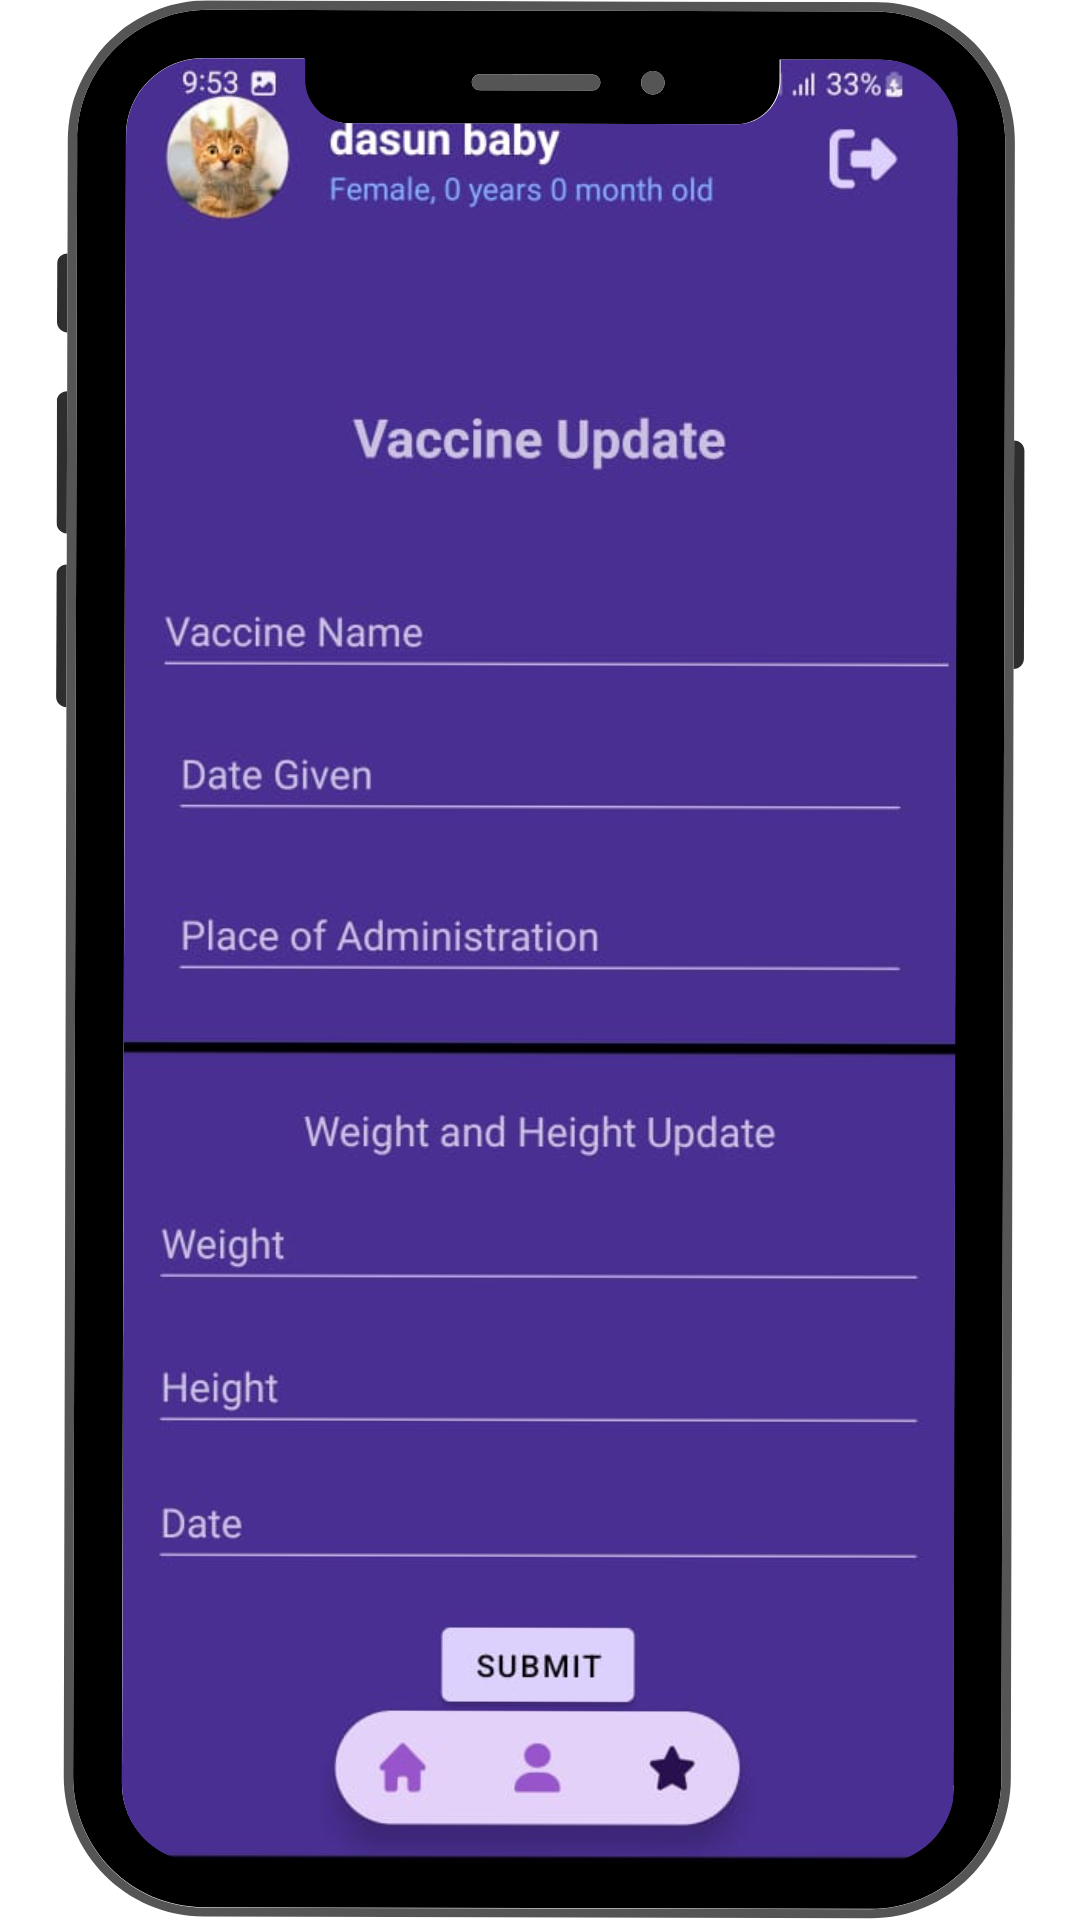 9:53 33%
dasun baby
Female, 0 years 0 month old
Vaccine Update
Vaccine Name
Date Given
Place of Administration
Weight and Height Update
Weight
Height
Date
SUBMIT